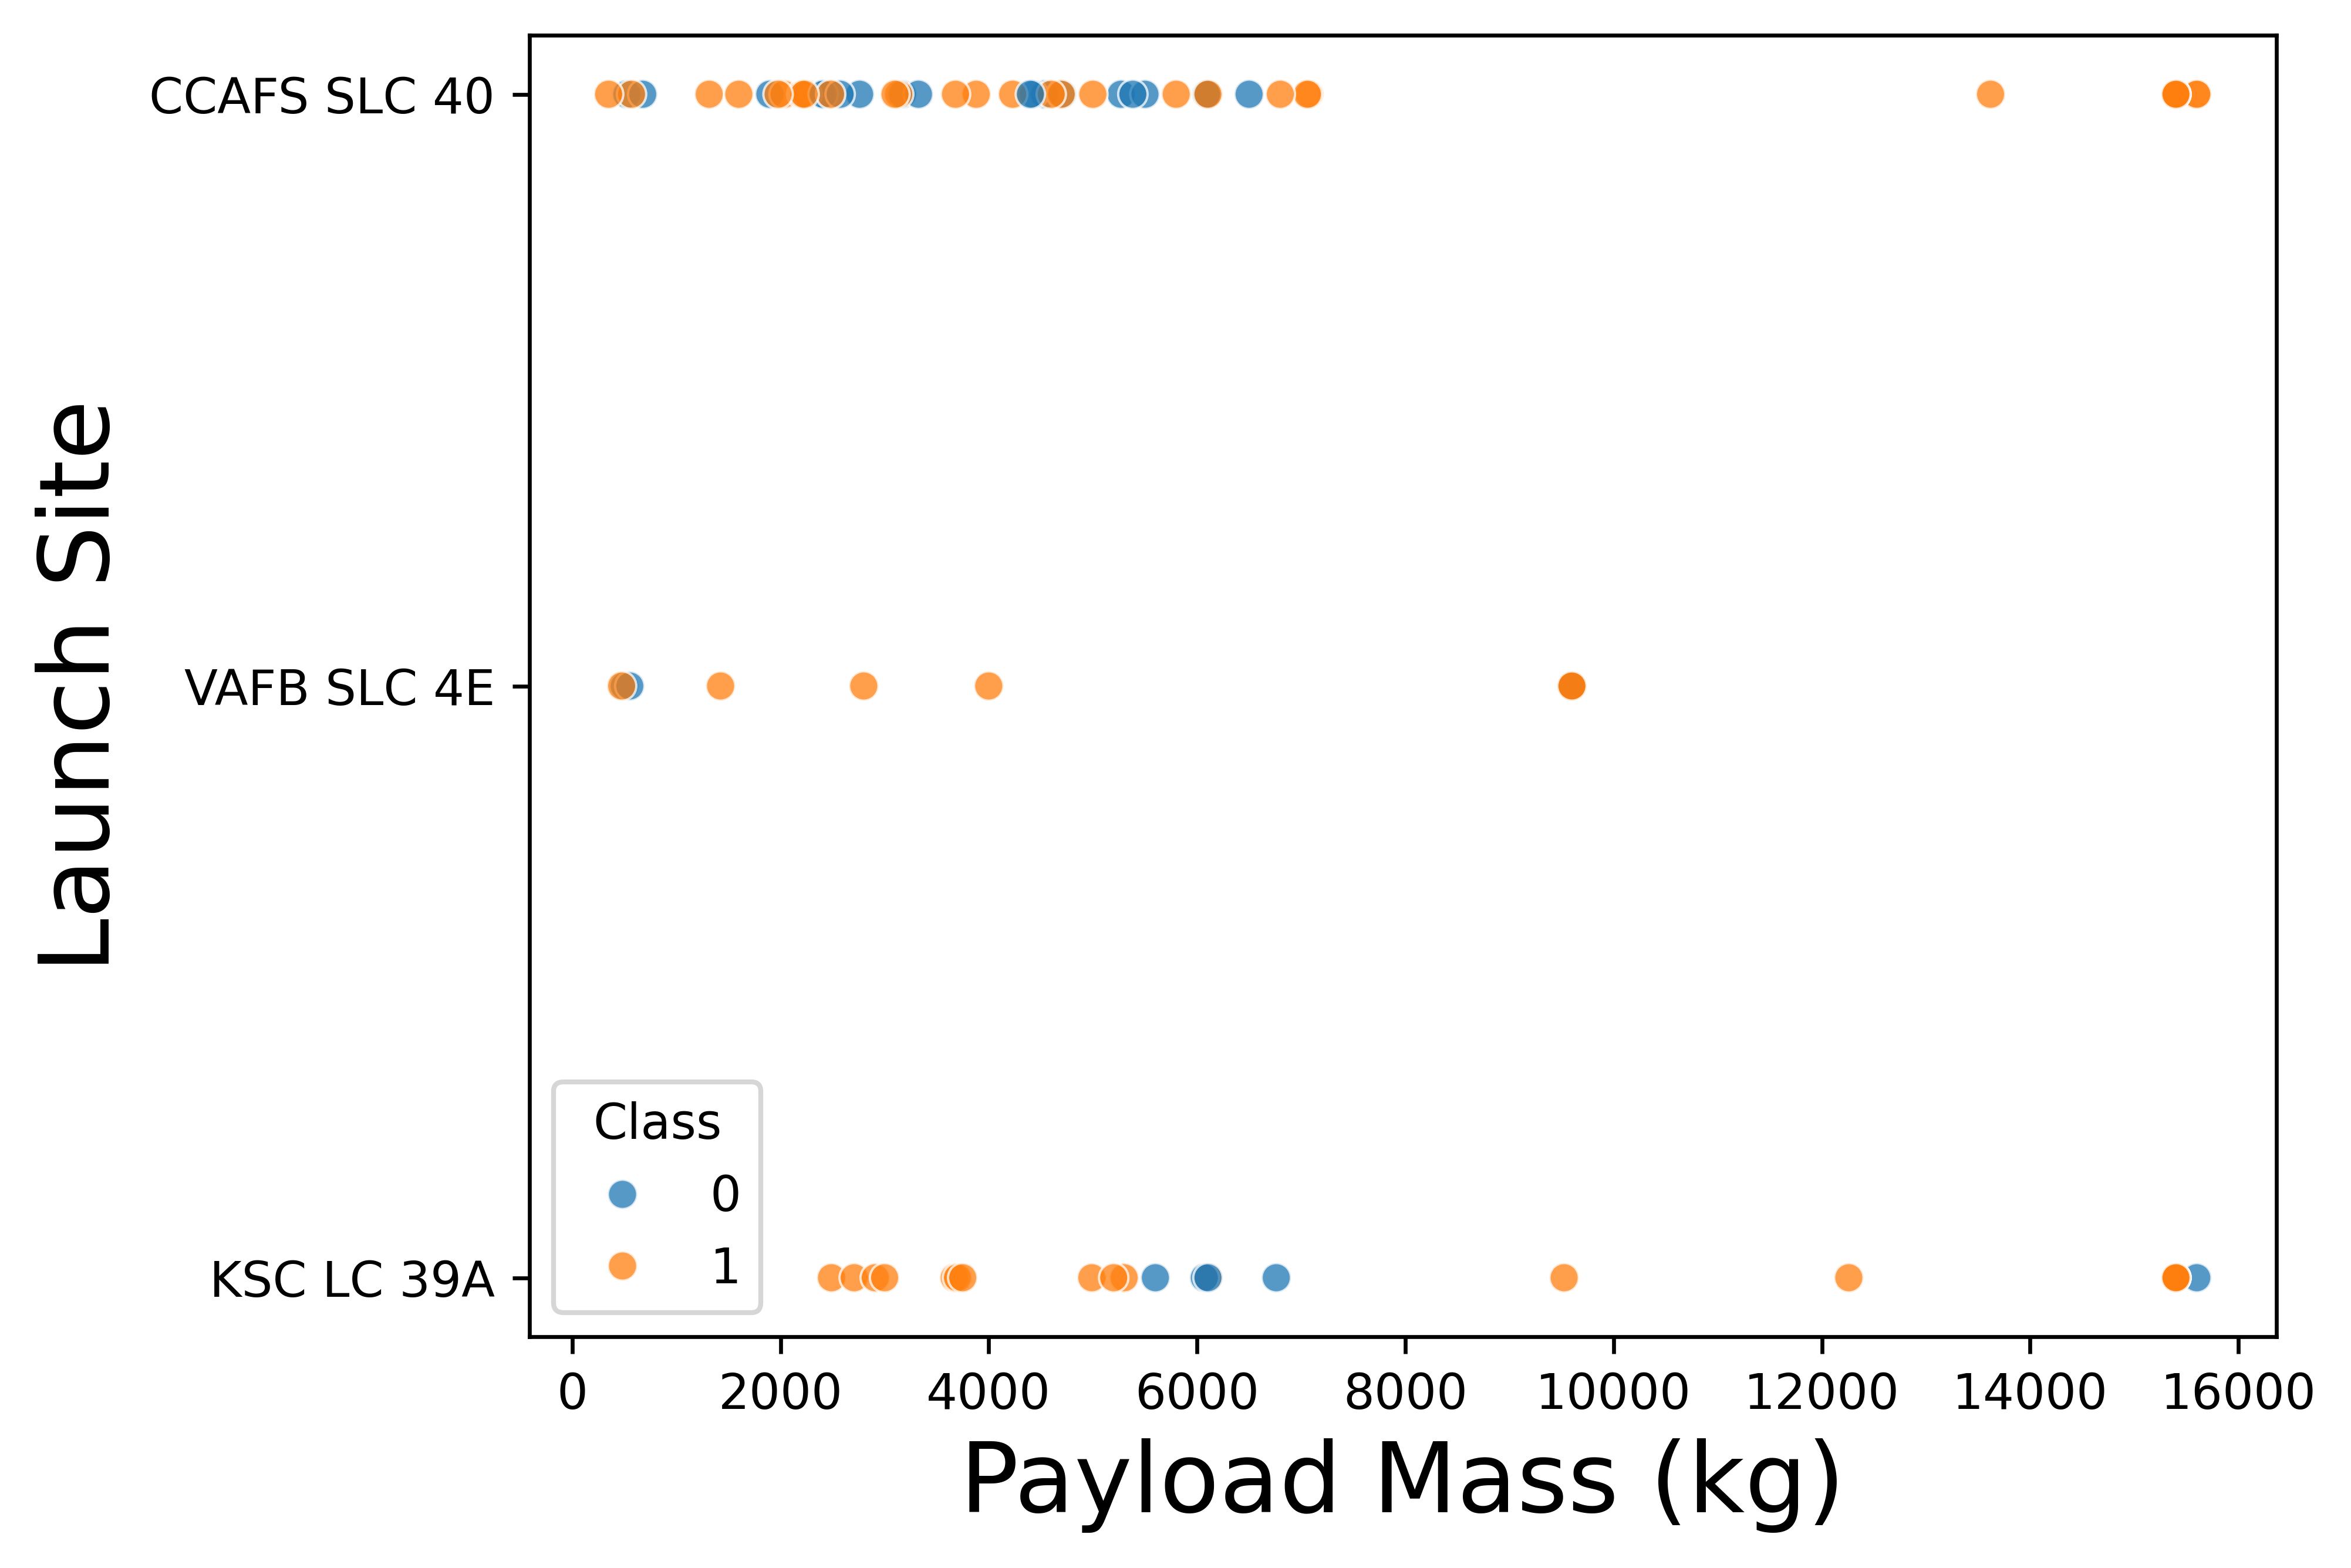 Launch Site
CCAFS SLC 40
VAFB SLC 4E
KSC LC 39A
Class
0
1
0 2000 4000 6000 8000 10000 12000 14000 16000
Payload Mass (kg)